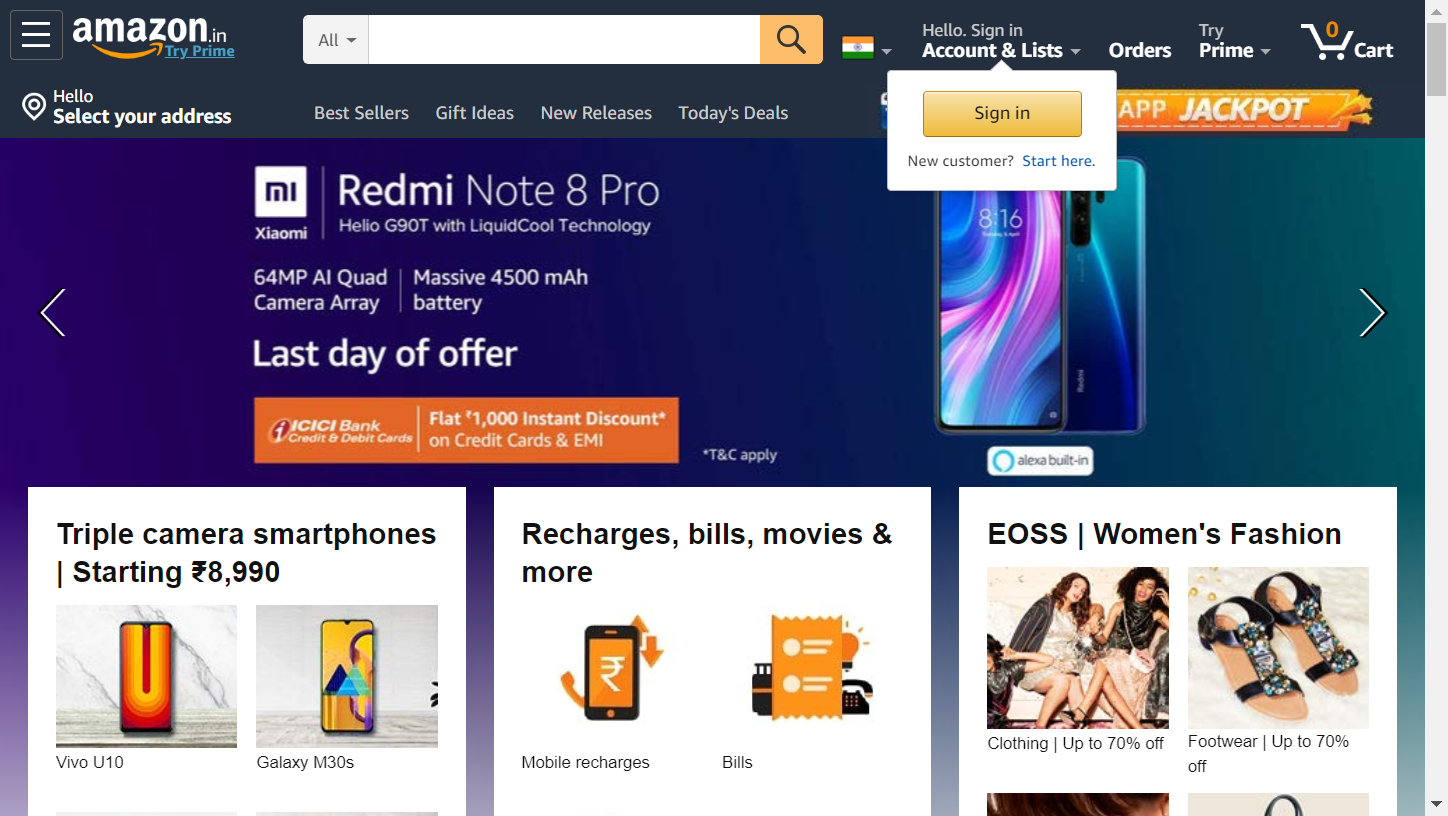 amazon.in
Try Prime
All
Hello. Sign in
Account & Lists
Orders
Try
Prime
0
Cart
Hello
Select your address
Best Sellers
Gift Ideas
New Releases
Today's Deals
Sign in
New customer? Start here.
APP JACKPOT
mi
Xiaomi
Redmi Note 8 Pro
Helio G90T with LiquidCool Technology
64MP AI Quad
Camera Array
Massive 4500 mAh
battery
Last day of offer
ICICI Bank
Credit & Debit Cards
Flat ₹1,000 Instant Discount*
on Credit Cards & EMI
*T&C apply
8:16
Redmi
alexa built-in
Triple camera smartphones
| Starting ₹8,990
Vivo U10
Galaxy M30s
Recharges, bills, movies &
more
₹
Mobile recharges
Bills
EOSS | Women's Fashion
Clothing | Up to 70% off
Footwear | Up to 70%
off